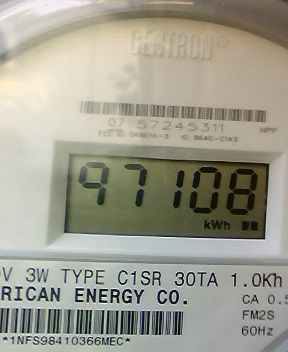 CENTRON®
07 57245311
HPP
97108
kWh
V 3W TYPE C1SR 30TA 1.0Kh
RICAN ENERGY CO.
CA 0.5
FM2S
60Hz
*1NFS98410366MEC*